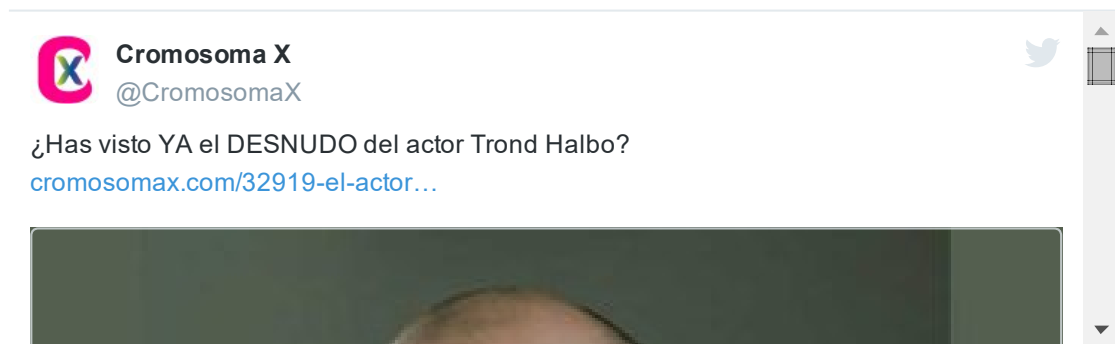 Cromosoma X
@CromosomaX
¿Has visto YA el DESNUDO del actor Trond Halbo?
cromosomax.com/32919-el-actor…